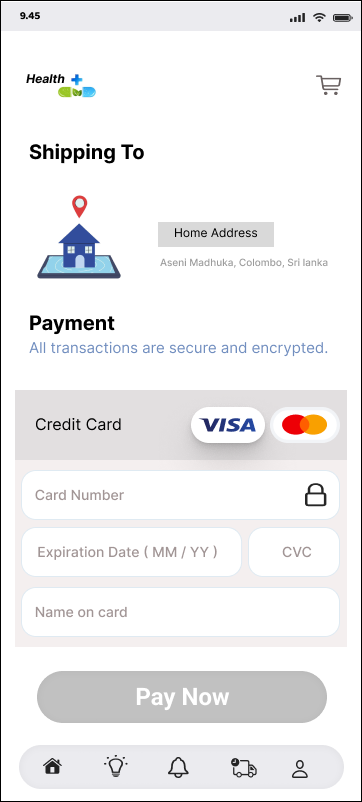 9.45
Health
Shipping To
Home Address
Aseni Madhuka, Colombo, Sri lanka
Payment
All transactions are secure and encrypted.
Credit Card
VISA
Card Number
Expiration Date ( MM / YY )
CVC
Name on card
Pay Now